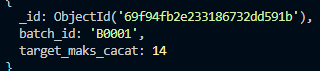 {
_id: ObjectId('69f94fb2e233186732dd591b'),
batch_id: 'B0001',
target_maks_cacat: 14
}